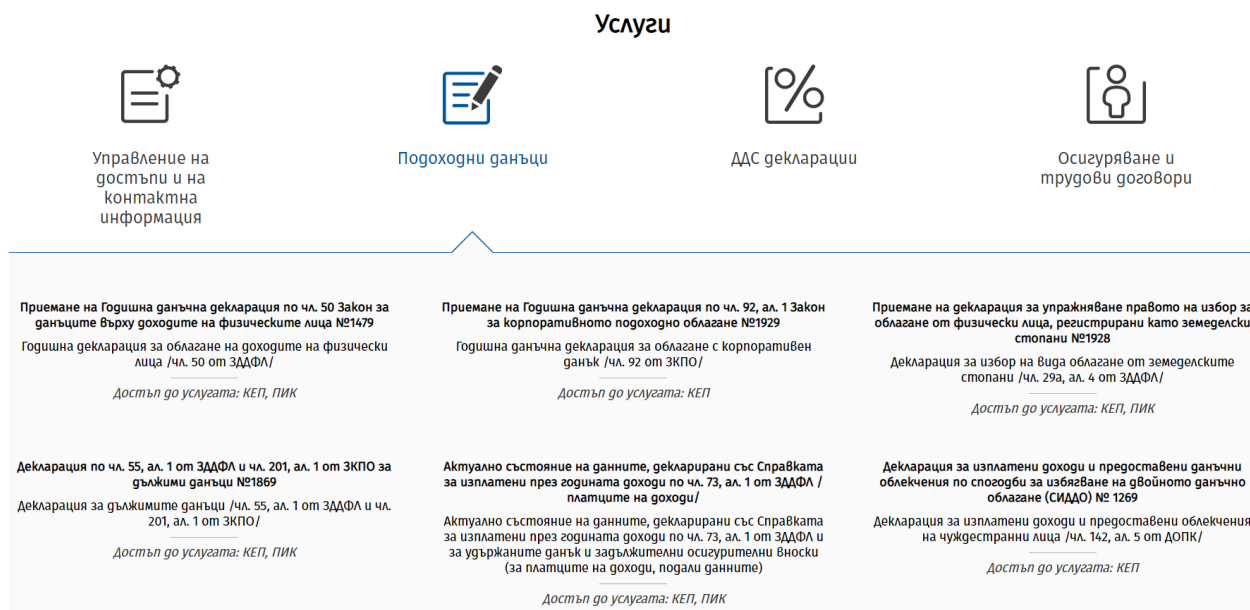 Услуги
Управление на
достъпи и на
контактна
информация
Подоходни данъци
ДДС декларации
Осигуряване и
трудови договори
Приемане на Годишна данъчна декларация по чл. 50 Закон за
данъците върху доходите на физическите лица №1479
Годишна декларация за облагане на доходите на физически
лица /чл. 50 от ЗДДФЛ/
Достъп до услугата: КЕП, ПИК
Приемане на Годишна данъчна декларация по чл. 92, ал. 1 Закон
за корпоративното подоходно облагане №1929
Годишна данъчна декларация за облагане с корпоративен
данък /чл. 92 от ЗКПО/
Достъп до услугата: КЕП
Приемане на декларация за упражняване правото на избор за
облагане от физически лица, регистрирани като земеделски
стопани №1928
Декларация за избор на вида облагане от земеделските
стопани /чл. 29а, ал. 4 от ЗДДФЛ/
Достъп до услугата: КЕП, ПИК
Декларация по чл. 55, ал. 1 от ЗДДФЛ и чл. 201, ал. 1 от ЗКПО за
дължими данъци №1869
Декларация за дължимите данъци /чл. 55, ал. 1 от ЗДДФЛ и чл.
201, ал. 1 от ЗКПО/
Достъп до услугата: КЕП, ПИК
Актуално състояние на данните, декларирани със Справката
за изплатени през годината доходи по чл. 73, ал. 1 от ЗДДФЛ /
платците на доходи/
Актуално състояние на данните, декларирани със Справката
за изплатени през годината доходи по чл. 73, ал. 1 от ЗДДФЛ и
за удържаните данък и задължителни осигурителни вноски
(за платците на доходи, подали данните)
Достъп до услугата: КЕП, ПИК
Декларация за изплатени доходи и предоставени данъчни
облекчения по спогодби за избягване на двойното данъчно
облагане (СИДДО) № 1269
Декларация за изплатени доходи и предоставени облекчения
на чуждестранни лица /чл. 142, ал. 5 от ДОПК/
Достъп до услугата: КЕП